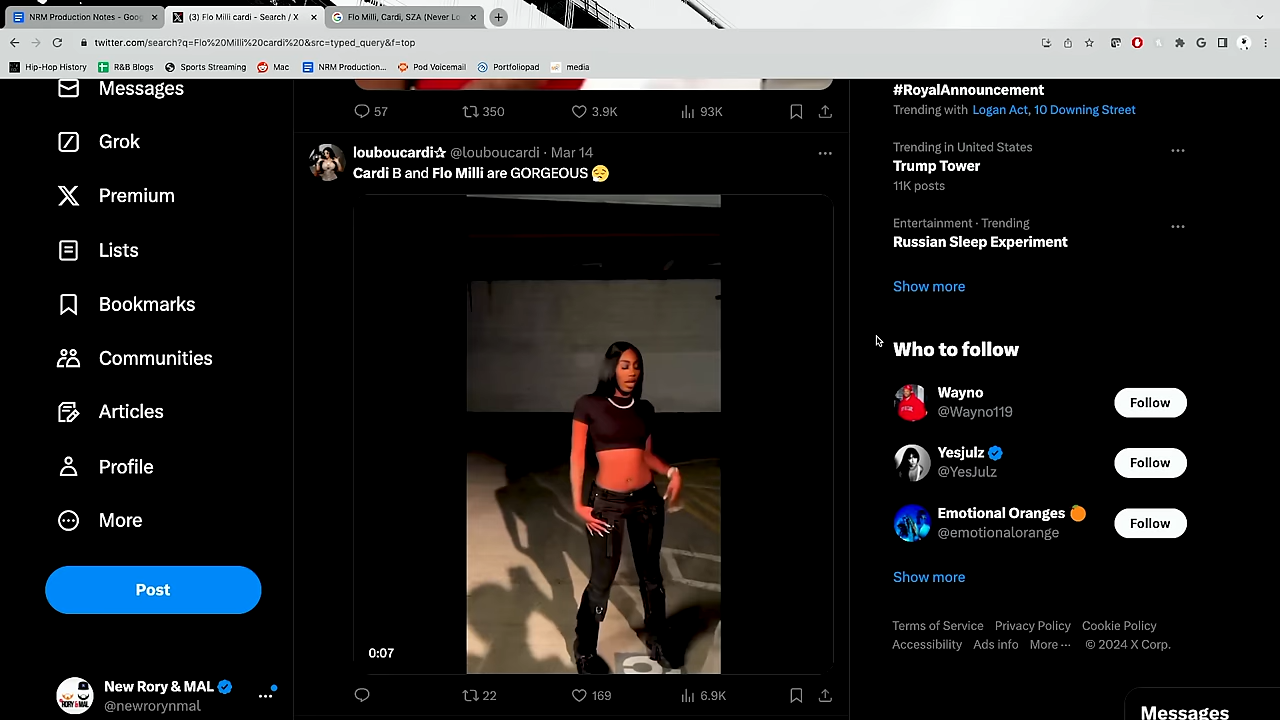 NRM Production Notes - Goo
(3) Flo Milli cardi - Search / X
Flo Milli, Cardi, SZA (Never Lo
twitter.com/search?q=Flo%20Milli%20cardi%20&src=typed_query&f=top
Hip-Hop History
R&B Blogs
Sports Streaming
Mac
NRM Production...
Pod Voicemail
Portfoliopad
media
Messages
Grok
Premium
Lists
Bookmarks
Communities
Articles
Profile
More
Post
New Rory & MAL
@newrorynmal
57 350 3.9K 93K
louboucardi✰ @louboucardi · Mar 14
Cardi B and Flo Milli are GORGEOUS 😮‍💨
0:07
22 169 6.9K
#RoyalAnnouncement
Trending with Logan Act, 10 Downing Street
Trending in United States
Trump Tower
11K posts
Entertainment · Trending
Russian Sleep Experiment
Show more
Who to follow
Wayno
@Wayno119
Follow
Yesjulz
@YesJulz
Follow
Emotional Oranges 🍊
@emotionalorange
Follow
Show more
Terms of Service Privacy Policy Cookie Policy
Accessibility Ads info More ··· © 2024 X Corp.
Messages